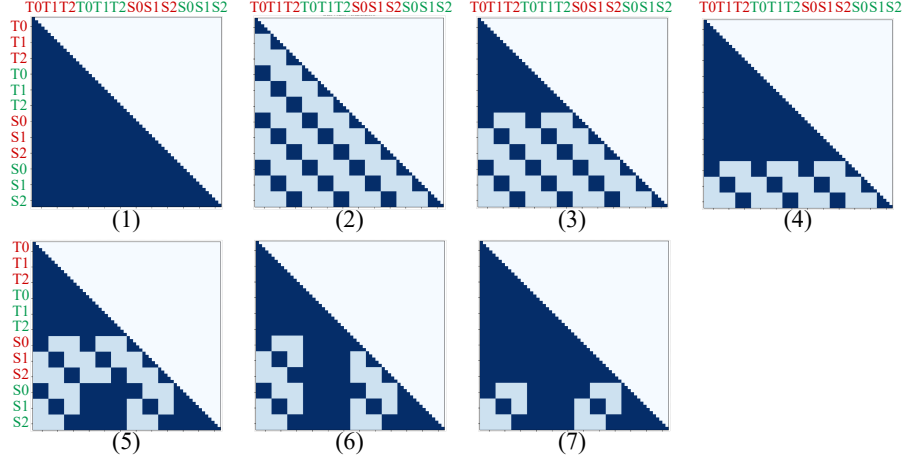 T0T1T2T0T1T2S0S1S2S0S1S2 T0T1T2T0T1T2S0S1S2S0S1S2 T0T1T2T0T1T2S0S1S2S0S1S2 T0T1T2T0T1T2S0S1S2S0S1S2
T0
T1
T2
T0
T1
T2
S0
S1
S2
S0
S1
S2
(1) (2) (3) (4)
T0
T1
T2
T0
T1
T2
S0
S1
S2
S0
S1
S2
(5) (6) (7)